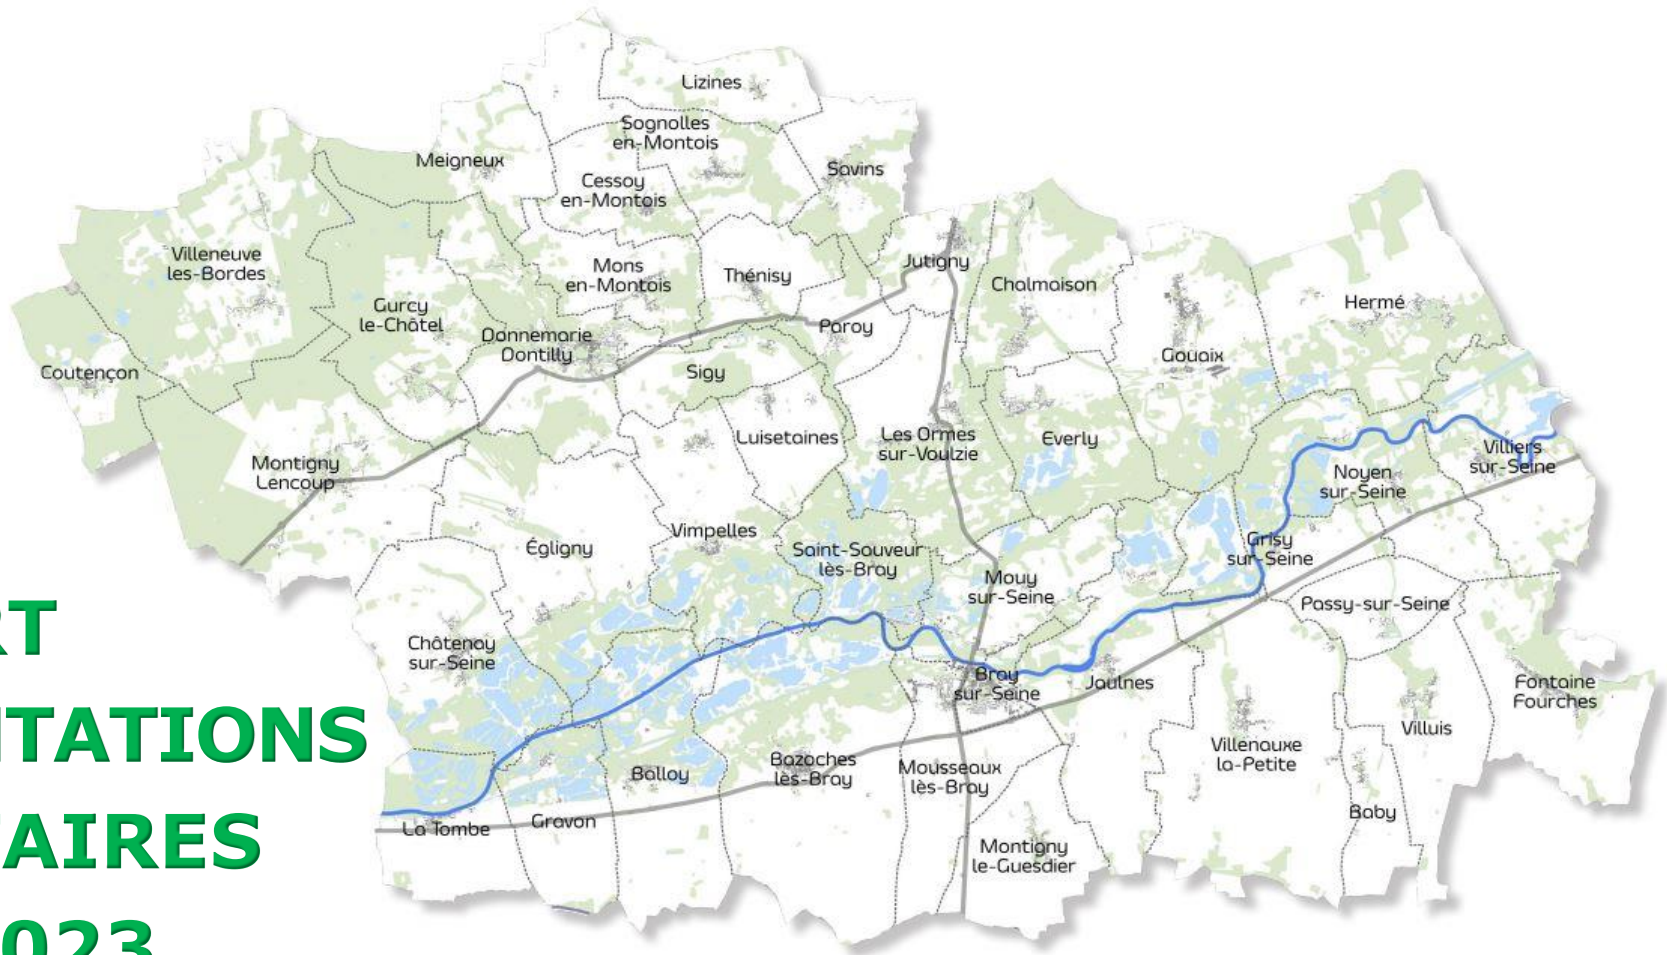 Lizines
Sognolles
en-Montois
Meigneux
Savins
Cessoy
en-Montois
Villeneuve
les-Bordes
Mons
en-Montois
Thénisy
Jutigny
Chalmaison
Hermé
Gurcy
le-Châtel
Donnemarie
Dontilly
Paroy
Gouaix
Coutençon
Sigy
Luisetaines
Les Ormes
sur-Voulzie
Everly
Villiers
sur-Seine
Montigny
Lencoup
Noyen
sur-Seine
Vimpelles
Égligny
Saint-Sauveur
lès-Bray
Grisy
sur-Seine
Mouy
sur-Seine
Passy-sur-Seine
RT
Châtenay
sur-Seine
Bray
sur-Seine
Jaulnes
Fontaine
Fourches
NTATIONS
Villuis
Villenauxe
la-Petite
Balloy
Bazoches
lès-Bray
Mousseaux
lès-Bray
Baby
La Tombe
Gravon
TAIRES
Montigny
le-Guesdier
023